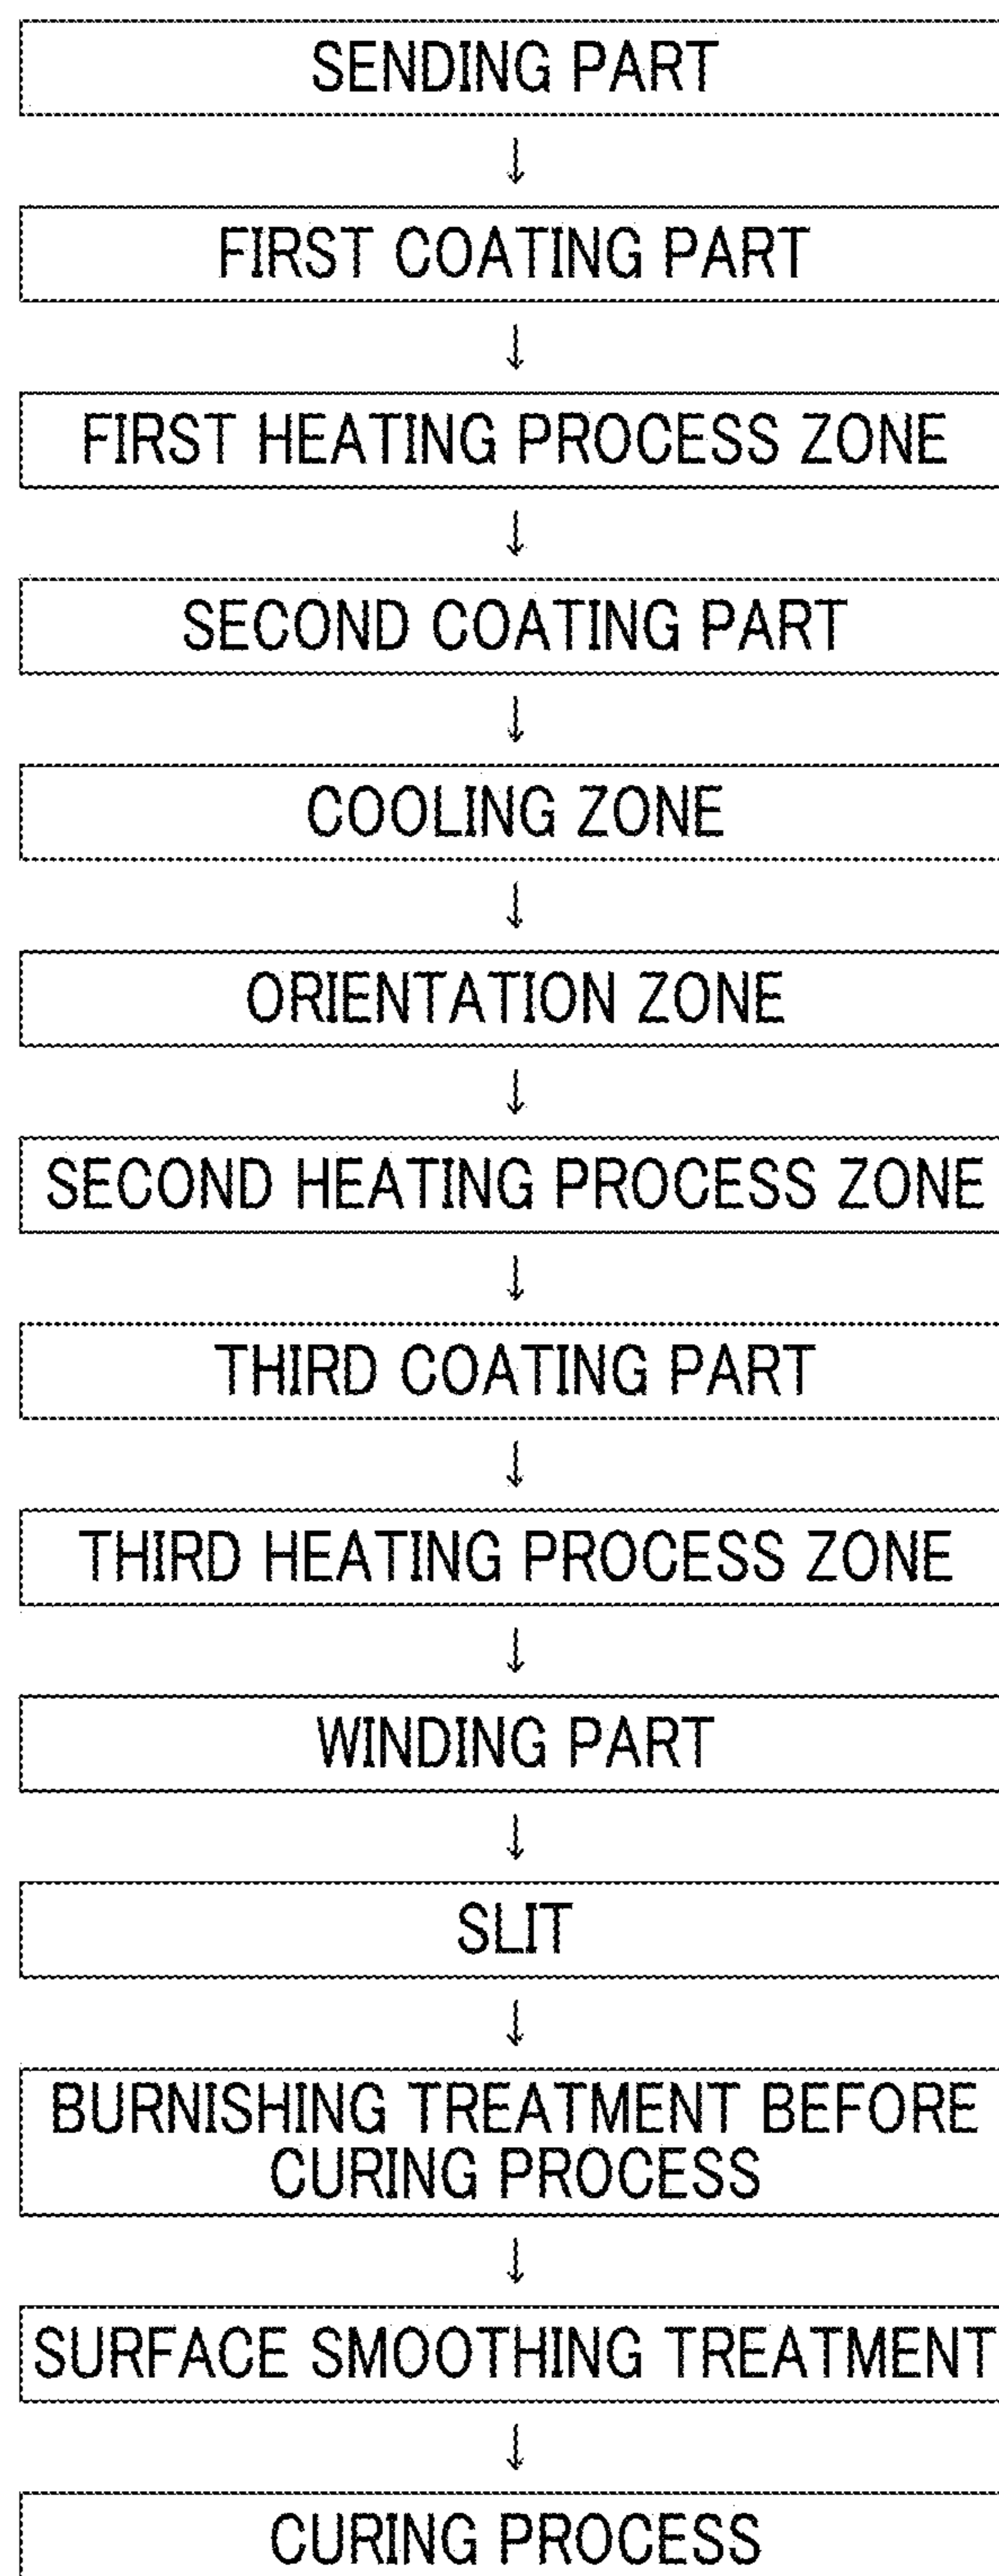 SENDING PART
↓
FIRST COATING PART
↓
FIRST HEATING PROCESS ZONE
↓
SECOND COATING PART
↓
COOLING ZONE
↓
ORIENTATION ZONE
↓
SECOND HEATING PROCESS ZONE
↓
THIRD COATING PART
↓
THIRD HEATING PROCESS ZONE
↓
WINDING PART
↓
SLIT
↓
BURNISHING TREATMENT BEFORE
CURING PROCESS
↓
SURFACE SMOOTHING TREATMENT
↓
CURING PROCESS